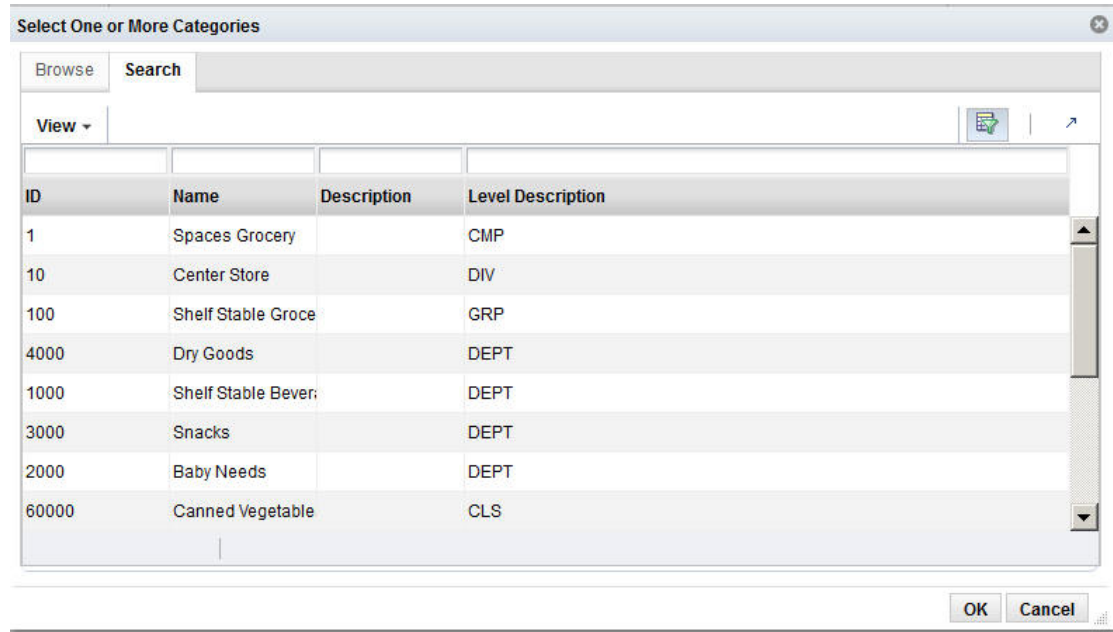 Select One or More Categories
Browse Search
View
ID Name Description Level Description
1 Spaces Grocery CMP
10 Center Store DIV
100 Shelf Stable Groce GRP
4000 Dry Goods DEPT
1000 Shelf Stable Bever DEPT
3000 Snacks DEPT
2000 Baby Needs DEPT
60000 Canned Vegetable CLS
OK Cancel